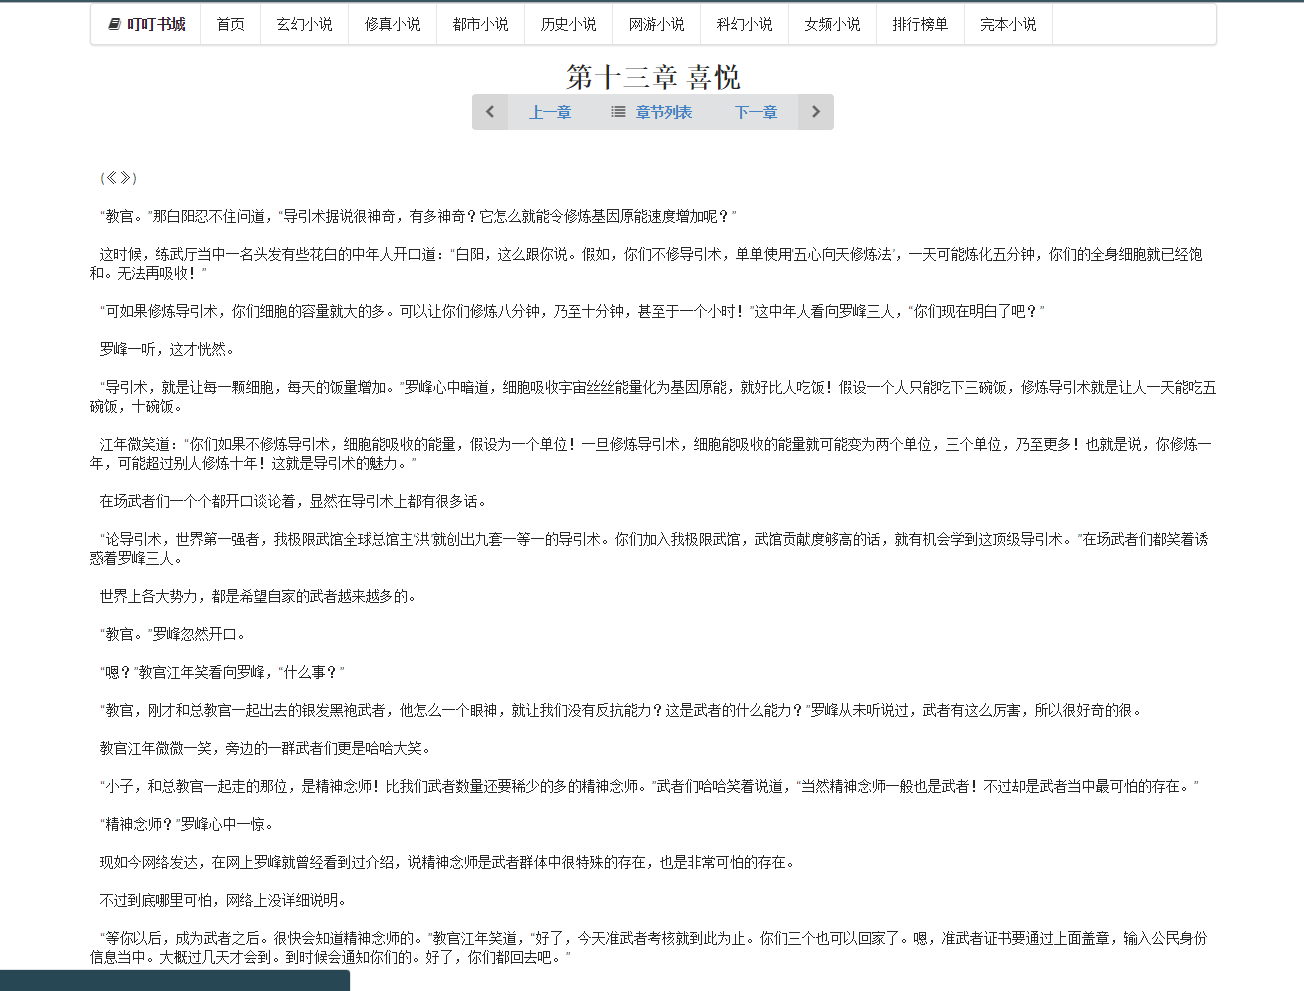 叮叮书城 首页 玄幻小说 修真小说 都市小说 历史小说 网游小说 科幻小说 女频小说 排行榜单 完本小说
第十三章 喜悦
上一章 章节列表 下一章
(《》)
“教官。”那白阳忍不住问道，“导引术据说很神奇，有多神奇？它怎么就能令修炼基因原能速度增加呢？”
这时候，练武厅当中一名头发有些花白的中年人开口道：“白阳，这么跟你说。假如，你们不修导引术，单单使用‘五心向天修炼法’，一天可能炼化五分钟，你们的全身细胞就已经饱
和。无法再吸收！”
“可如果修炼导引术，你们细胞的容量就大的多。可以让你们修炼八分钟，乃至十分钟，甚至于一个小时！”这中年人看向罗峰三人，“你们现在明白了吧？”
罗峰一听，这才恍然。
“导引术，就是让每一颗细胞，每天的饭量增加。”罗峰心中暗道，细胞吸收宇宙丝丝能量化为基因原能，就好比人吃饭！假设一个人只能吃下三碗饭，修炼导引术就是让人一天能吃五
碗饭，十碗饭。
江年微笑道：“你们如果不修炼导引术，细胞能吸收的能量，假设为一个单位！一旦修炼导引术，细胞能吸收的能量就可能变为两个单位，三个单位，乃至更多！也就是说，你修炼一
年，可能超过别人修炼十年！这就是导引术的魅力。”
在场武者们一个个都开口谈论着，显然在导引术上都有很多话。
“论导引术，世界第一强者，我极限武馆全球总馆主‘洪’就创出九套一等一的导引术。你们加入我极限武馆，武馆贡献度够高的话，就有机会学到这顶级导引术。”在场武者们都笑着诱
惑着罗峰三人。
世界上各大势力，都是希望自家的武者越来越多的。
“教官。”罗峰忽然开口。
“嗯？”教官江年笑看向罗峰，“什么事？”
“教官，刚才和总教官一起出去的银发黑袍武者，他怎么一个眼神，就让我们没有反抗能力？这是武者的什么能力？”罗峰从未听说过，武者有这么厉害，所以很好奇的很。
教官江年微微一笑，旁边的一群武者们更是哈哈大笑。
“小子，和总教官一起走的那位，是精神念师！比我们武者数量还要稀少的多的精神念师。”武者们哈哈笑着说道，“当然精神念师一般也是武者！不过却是武者当中最可怕的存在。”
“精神念师？”罗峰心中一惊。
现如今网络发达，在网上罗峰就曾经看到过介绍，说精神念师是武者群体中很特殊的存在，也是非常可怕的存在。
不过到底哪里可怕，网络上没详细说明。
“等你以后，成为武者之后。很快会知道精神念师的。”教官江年笑道，“好了，今天准武者考核就到此为止。你们三个也可以回家了。嗯，准武者证书要通过上面盖章，输入公民身份
信息当中。大概过几天才会到。到时候会通知你们的。好了，你们都回去吧。”